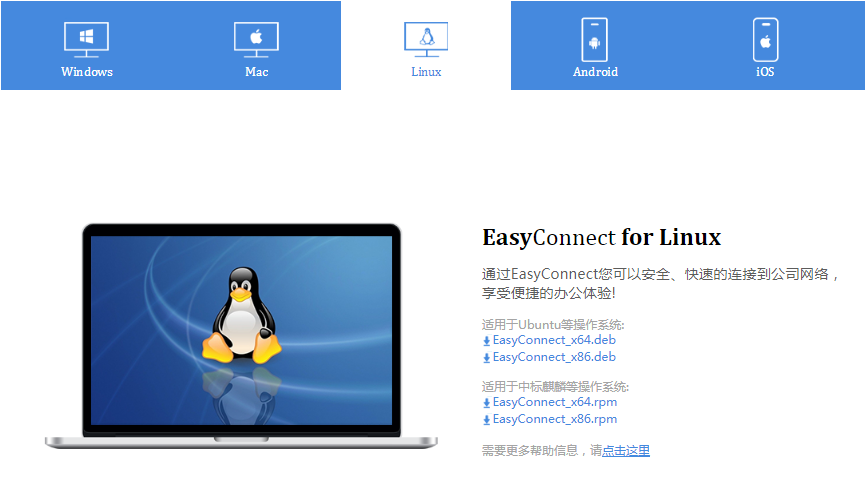 Windows
Mac
Linux
Android
iOS
EasyConnect for Linux
通过EasyConnect您可以安全、快速的连接到公司网络，
享受便捷的办公体验!
适用于Ubuntu等操作系统:
EasyConnect_x64.deb
EasyConnect_x86.deb
适用于中标麒麟等操作系统:
EasyConnect_x64.rpm
EasyConnect_x86.rpm
需要更多帮助信息，请点击这里